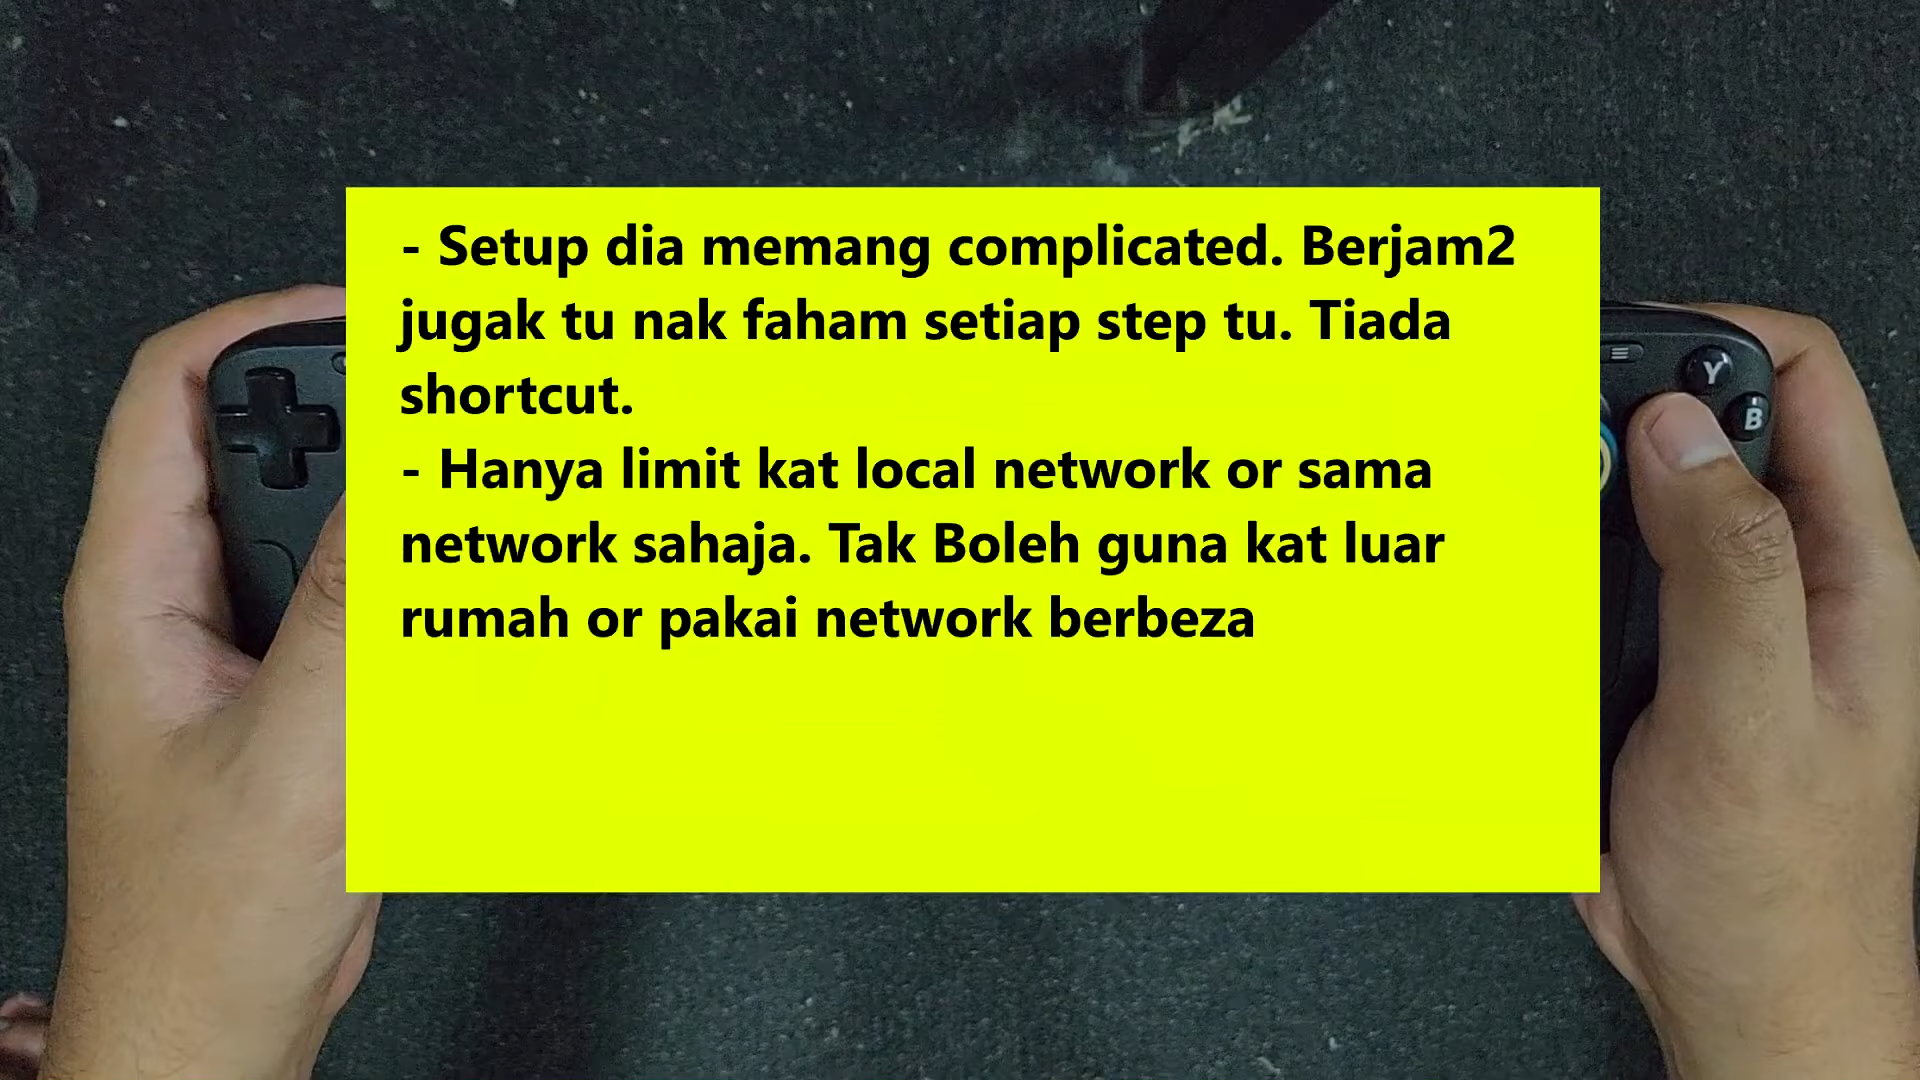 - Setup dia memang complicated. Berjam2
jugak tu nak faham setiap step tu. Tiada
shortcut.
- Hanya limit kat local network or sama
network sahaja. Tak Boleh guna kat luar
rumah or pakai network berbeza
Y
B